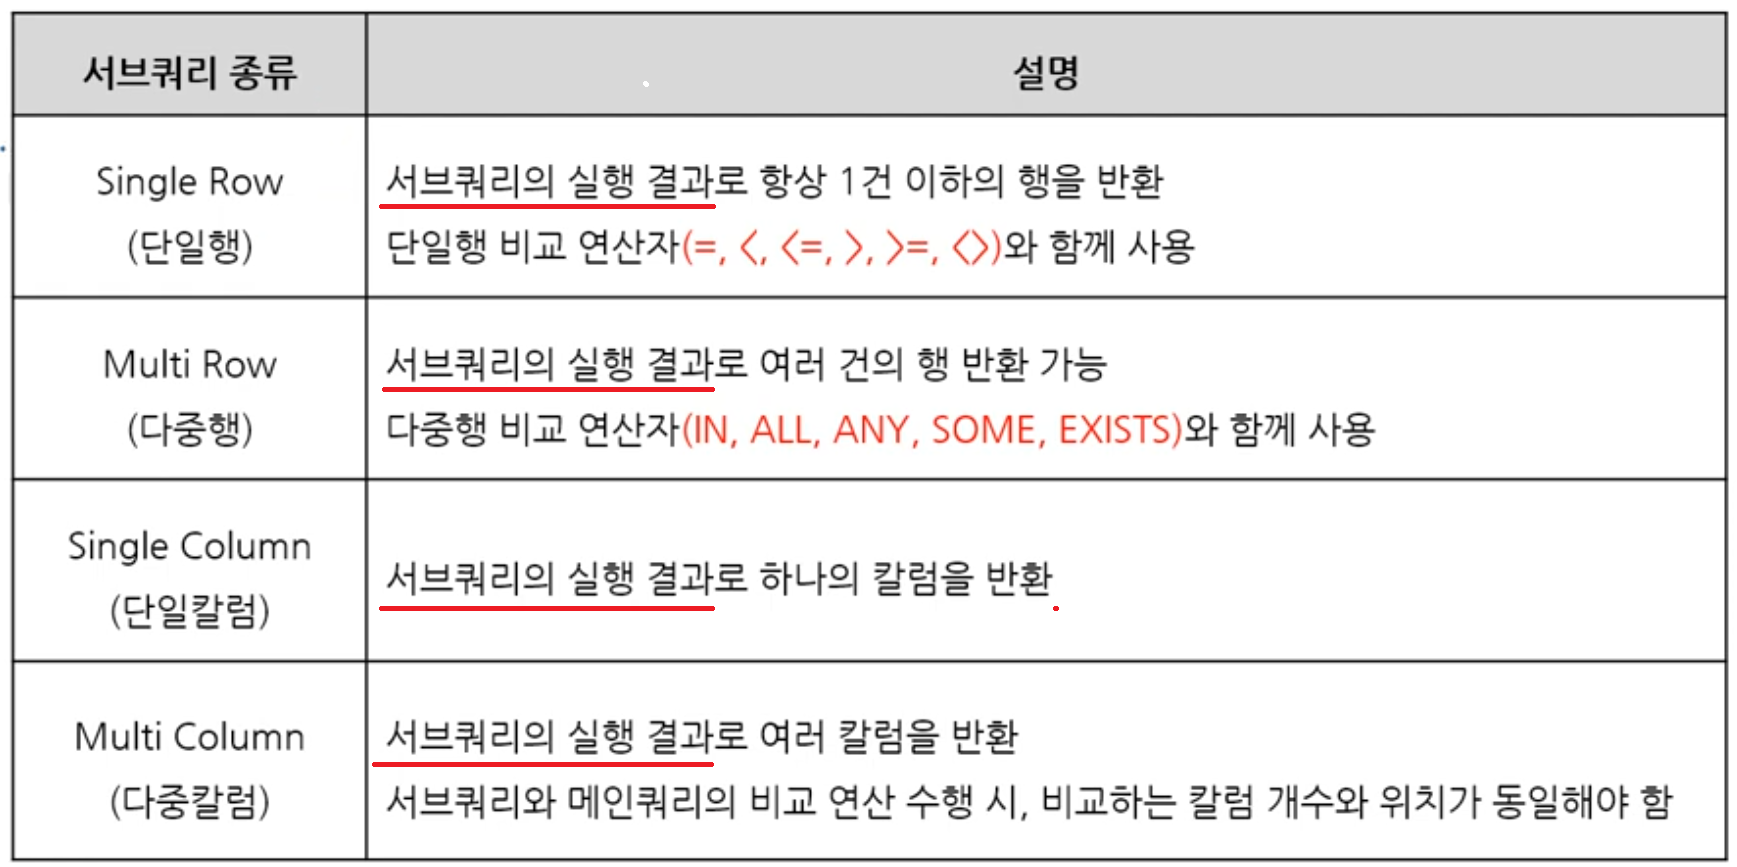 서브쿼리 종류
설명
Single Row
(단일행)
서브쿼리의 실행 결과로 항상 1건 이하의 행을 반환
단일행 비교 연산자(=, <, <=, >, >=, <>)와 함께 사용
Multi Row
(다중행)
서브쿼리의 실행 결과로 여러 건의 행 반환 가능
다중행 비교 연산자(IN, ALL, ANY, SOME, EXISTS)와 함께 사용
Single Column
(단일칼럼)
서브쿼리의 실행 결과로 하나의 칼럼을 반환
Multi Column
(다중칼럼)
서브쿼리의 실행 결과로 여러 칼럼을 반환
서브쿼리와 메인쿼리의 비교 연산 수행 시, 비교하는 칼럼 개수와 위치가 동일해야 함